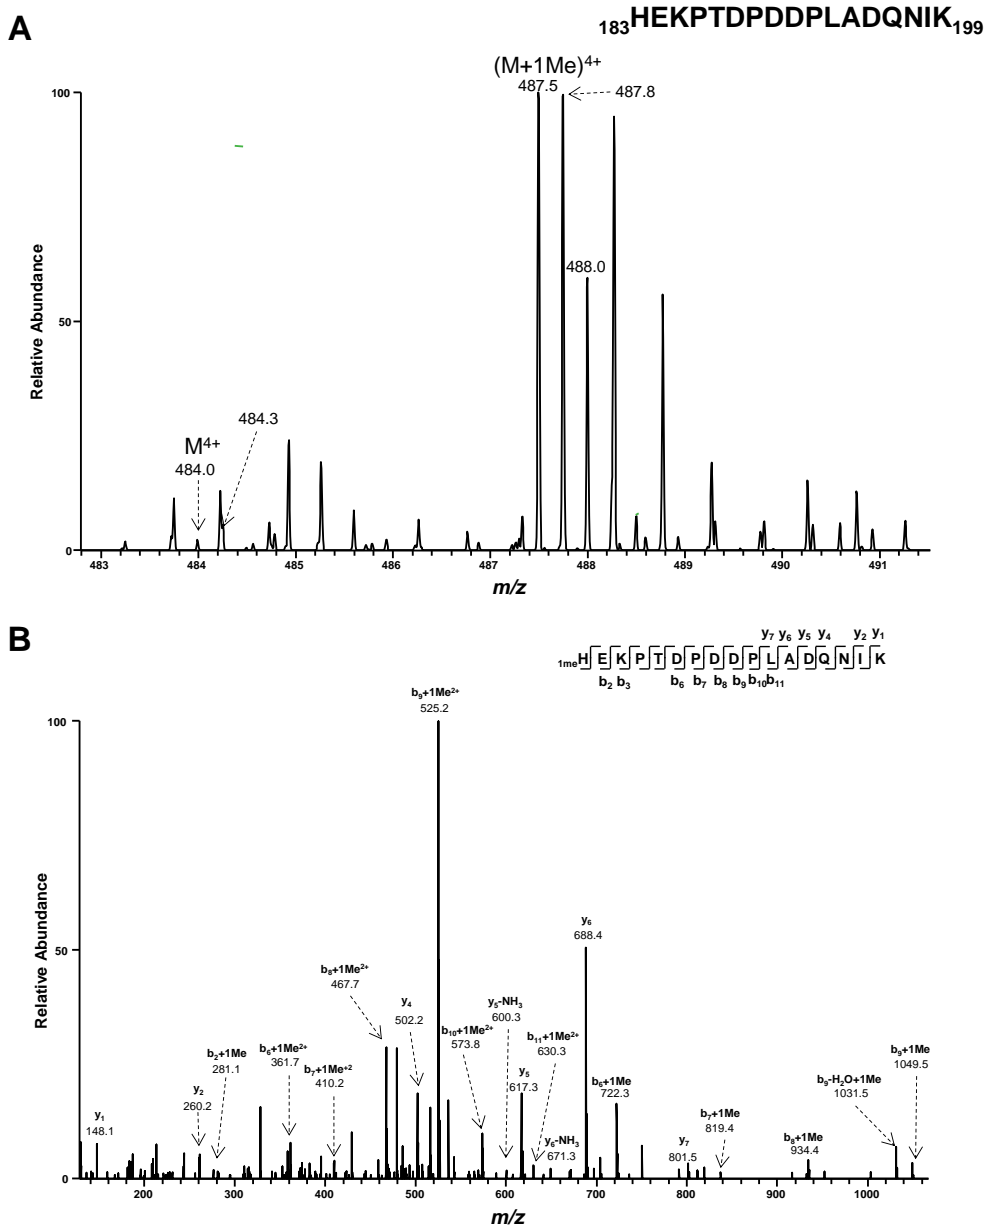 A
183HEKPTDPDDPLADQNIK199
(M+1Me)4+
487.5
487.8
100
488.0
50
484.3
M4+
484.0
0
Relative Abundance
483 484 485 486 487 488 489 490 491
m/z
B
y7 y6 y5 y4 y2 y1
1meHEKPTDPDDPLADQNIK
b2 b3 b6 b7 b8 b9 b10 b11
b9+1Me2+
525.2
100
y6
688.4
50
b8+1Me2+
467.7
y4
502.2
y5-NH3
600.3
b10+1Me2+
573.8
b11+1Me2+
630.3
b2+1Me
281.1
b6+1Me2+
361.7
b7+1Me+2
410.2
b9+1Me
1049.5
y5
617.3
b6+1Me
722.3
b9-H2O+1Me
1031.5
y2
260.2
y1
148.1
b7+1Me
819.4
y6-NH3
671.3
y7
801.5
b8+1Me
934.4
0
Relative Abundance
200 300 400 500 600 700 800 900 1000
m/z